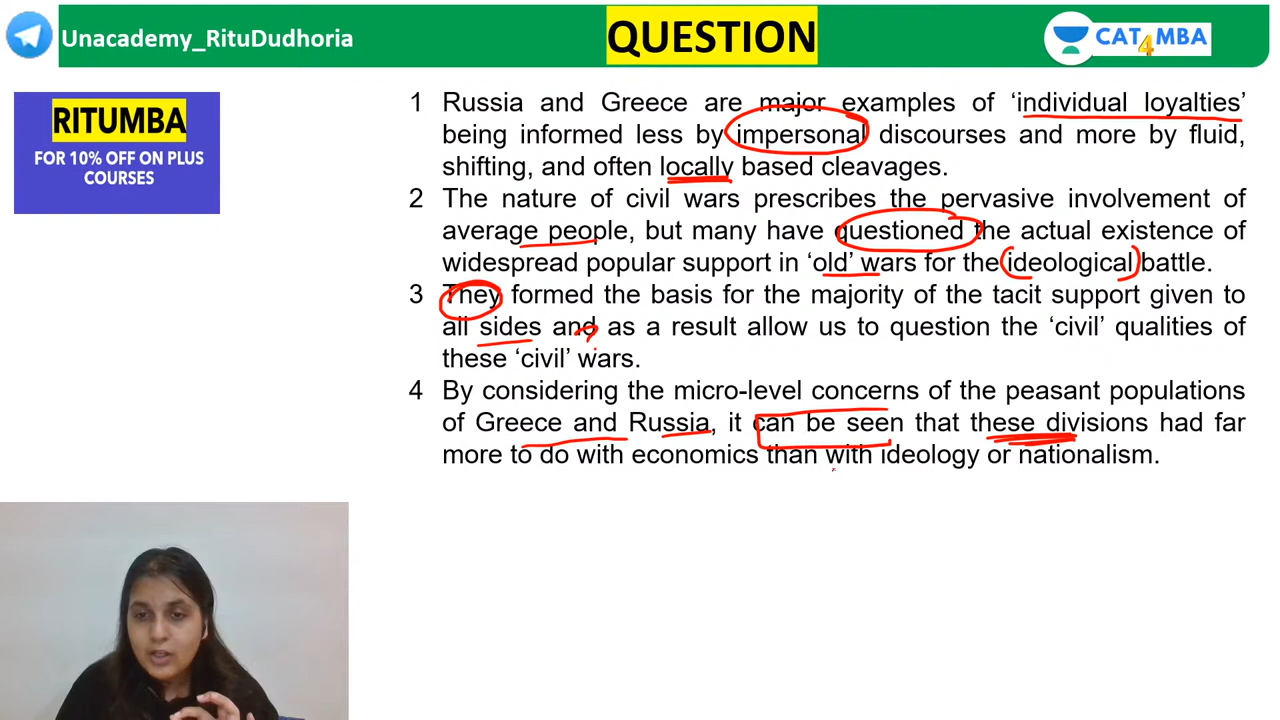 Unacademy_RituDudhoria
QUESTION
CAT4MBA
RITUMBA
FOR 10% OFF ON PLUS
COURSES
1 Russia and Greece are major examples of ‘individual loyalties’
being informed less by impersonal discourses and more by fluid,
shifting, and often locally based cleavages.
2 The nature of civil wars prescribes the pervasive involvement of
average people, but many have questioned the actual existence of
widespread popular support in ‘old’ wars for the ideological battle.
3 They formed the basis for the majority of the tacit support given to
all sides and as a result allow us to question the ‘civil’ qualities of
these ‘civil’ wars.
4 By considering the micro-level concerns of the peasant populations
of Greece and Russia, it can be seen that these divisions had far
more to do with economics than with ideology or nationalism.